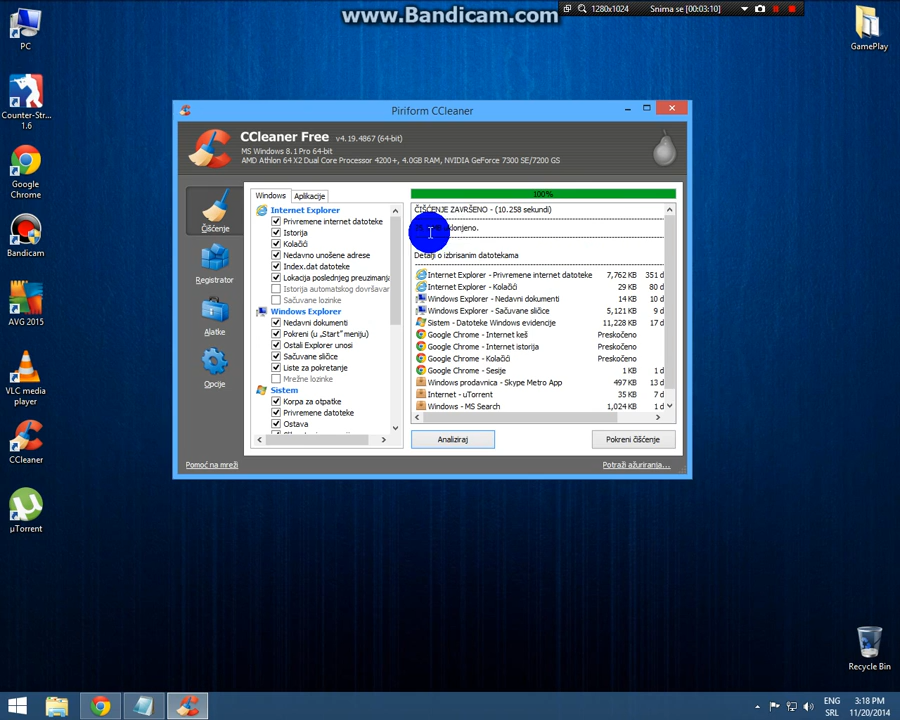 www.Bandicam.com
1280x1024
Snima se [00:03:10]
PC
GamePlay
Counter-Str...
1.6
Google
Chrome
Bandicam
AVG 2015
VLC media
player
CCleaner
µTorrent
Recycle Bin
Piriform CCleaner
CCleaner Free v4.19.4867 (64-bit)
MS Windows 8.1 Pro 64-bit
AMD Athlon 64 X2 Dual Core Processor 4200+, 4.0GB RAM, NVIDIA GeForce 7300 SE/7200 GS
Čišćenje
Registrator
Alatke
Opcije
Windows
Aplikacije
Internet Explorer
Privremene internet datoteke
Istorija
Kolačići
Nedavno unošene adrese
Index.dat datoteke
Lokacija poslednjeg preuzimanja
Istorija automatskog dovršavan
Sačuvane lozinke
Windows Explorer
Nedavni dokumenti
Pokreni (u „Start” meniju)
Ostali Explorer unosi
Sačuvane sličice
Liste za pokretanje
Mrežne lozinke
Sistem
Korpa za otpatke
Privremene datoteke
Ostava
100%
ČIŠĆENJE ZAVRŠENO - (10.258 sekundi)
Detalji o izbrisanim datotekama
Internet Explorer - Privremene internet datoteke 7,762 KB 351 d
Internet Explorer - Kolačići 29 KB 80 d
Windows Explorer - Nedavni dokumenti 14 KB 10 d
Windows Explorer - Sačuvane sličice 5,121 KB 9 d
Sistem - Datoteke Windows evidencije 11,228 KB 17 d
Google Chrome - Internet keš Preskočeno
Google Chrome - Internet istorija Preskočeno
Google Chrome - Kolačići Preskočeno
Google Chrome - Sesije 1 KB 1 d
Windows prodavnica - Skype Metro App 497 KB 13 d
Internet - uTorrent 35 KB 7 d
Windows - MS Search 1,024 KB 1 d
Analiziraj
Pokreni čišćenje
Pomoć na mreži
Potraži ažuriranja...
ENG
SRL
3:18 PM
11/20/2014